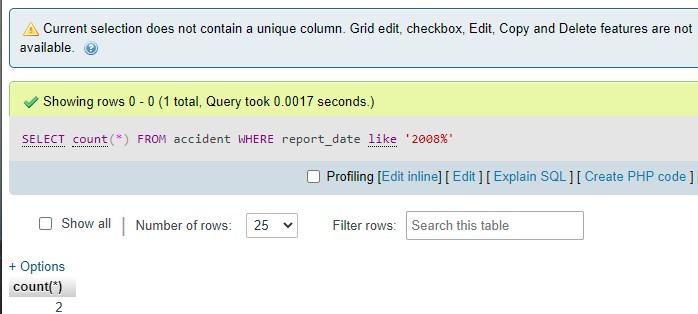 Current selection does not contain a unique column. Grid edit, checkbox, Edit, Copy and Delete features are not
available.
Showing rows 0 - 0 (1 total, Query took 0.0017 seconds.)
SELECT count(*) FROM accident WHERE report_date like '2008%'
Profiling [Edit inline] [ Edit ] [ Explain SQL ] [ Create PHP code ]
Show all | Number of rows: 25 Filter rows: Search this table
+ Options
count(*)
2